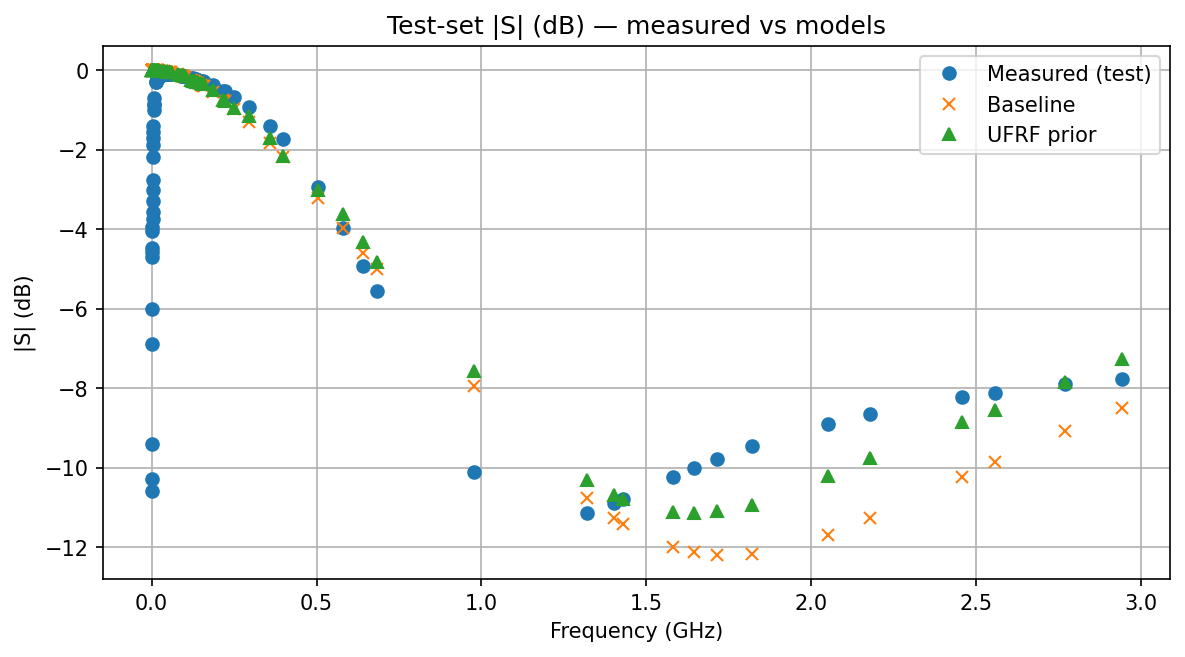 Test-set |S| (dB) — measured vs models
Measured (test)
Baseline
UFRF prior
|S| (dB)
0
−2
−4
−6
−8
−10
−12
0.0 0.5 1.0 1.5 2.0 2.5 3.0
Frequency (GHz)